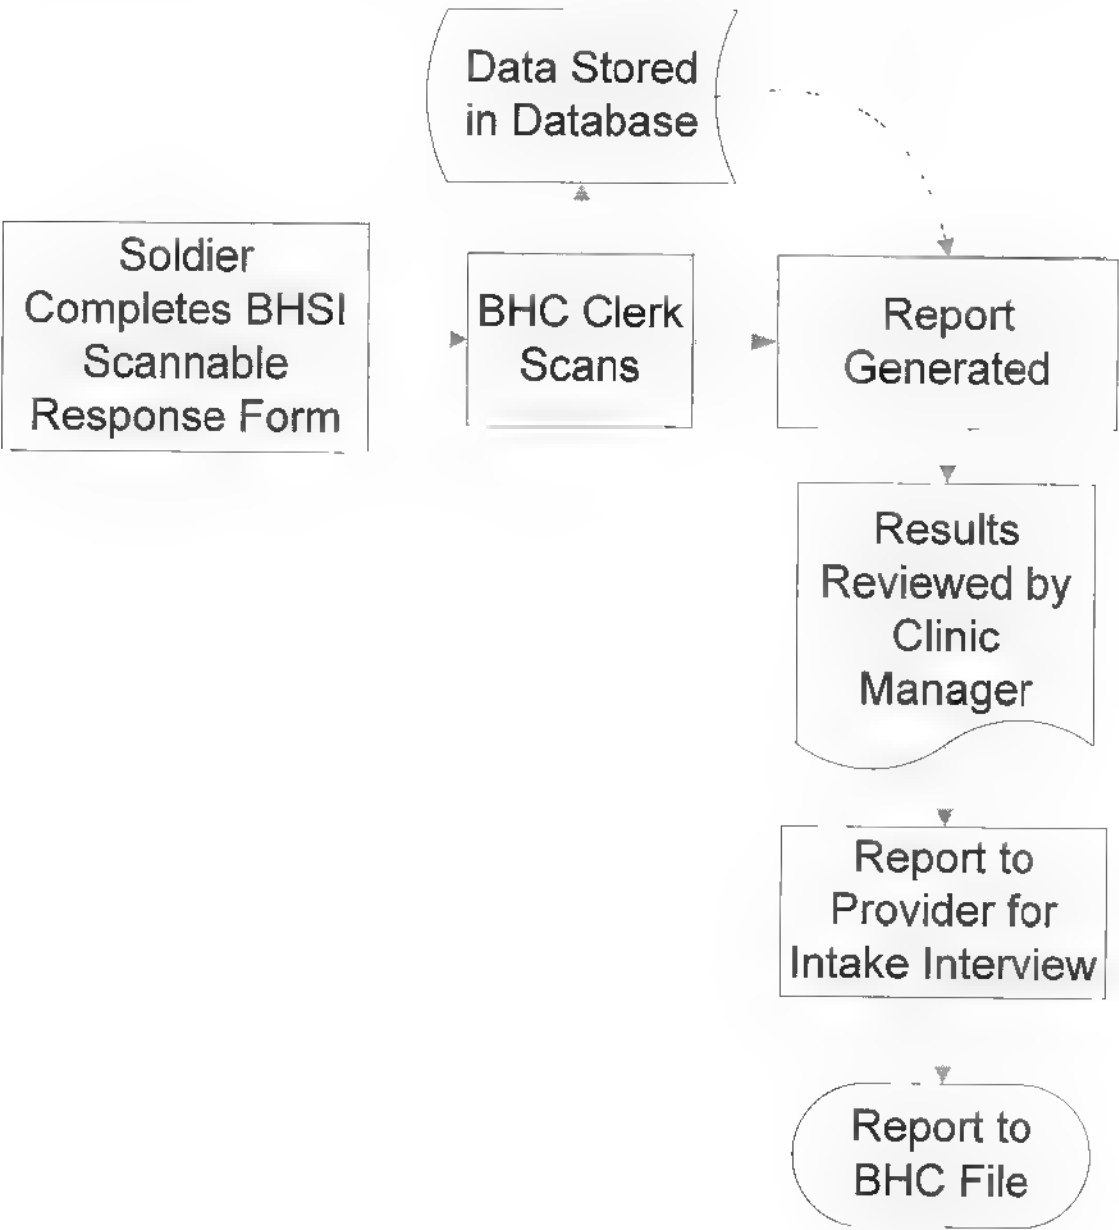 Data Stored
in Database
Soldier
Completes BHSI
Scannable
Response Form
BHC Clerk
Scans
Report
Generated
Results
Reviewed by
Clinic
Manager
Report to
Provider for
Intake Interview
Report to
BHC File